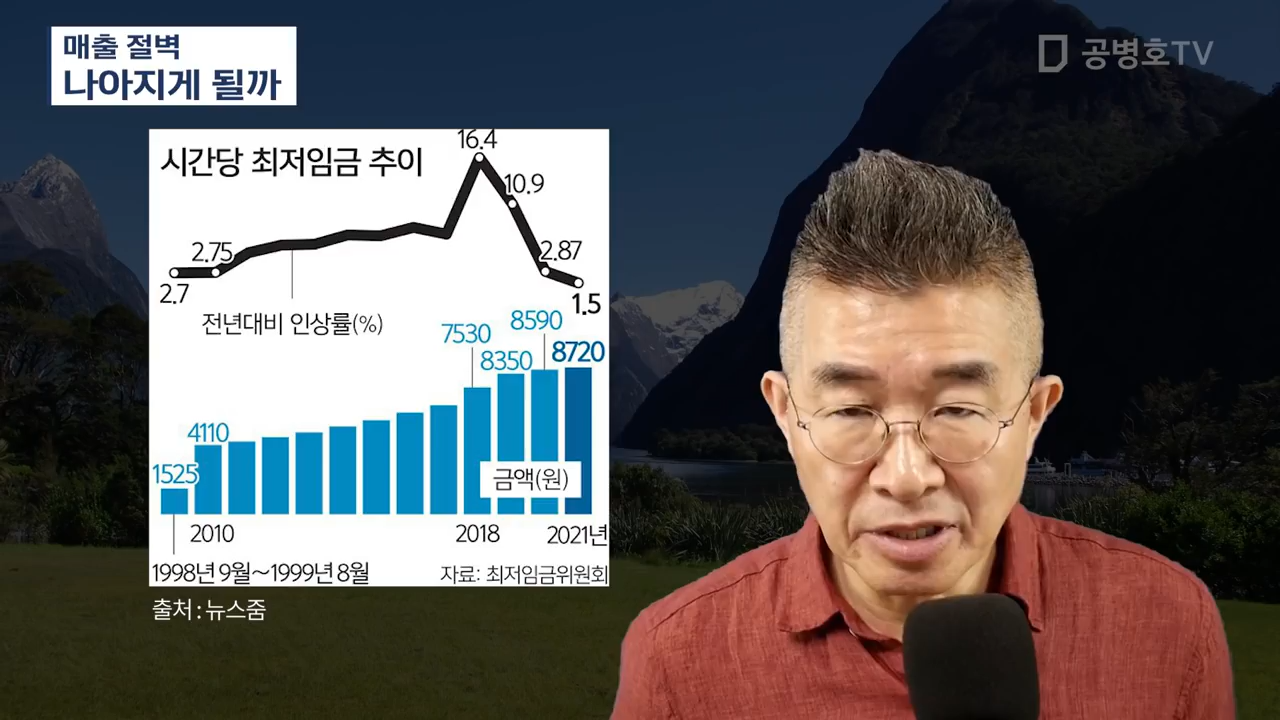 매출 절벽
나아지게 될까
공병호TV
시간당 최저임금 추이
16.4
10.9
2.75
2.87
2.7
1.5
전년대비 인상률(%)
7530
8590
8350
8720
4110
1525
금액(원)
2010
2018
2021년
1998년 9월~1999년 8월
자료: 최저임금위원회
출처 : 뉴스줌